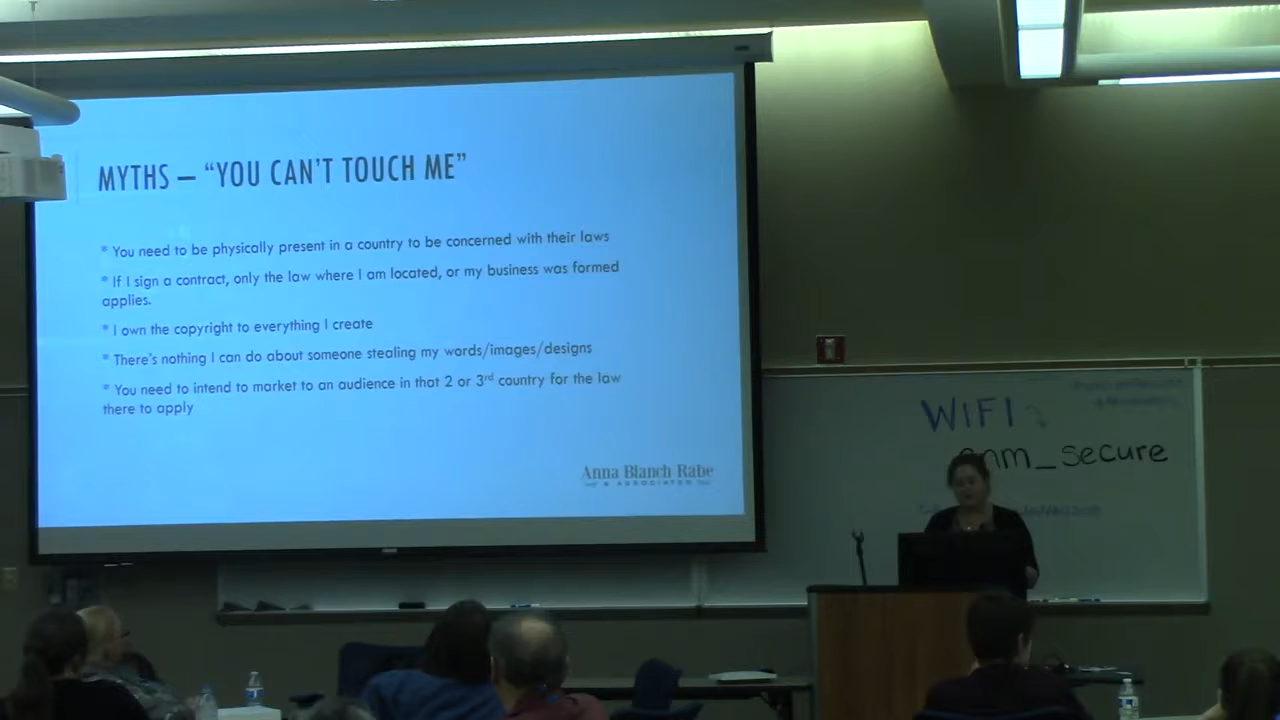 MYTHS – “YOU CAN’T TOUCH ME”
* You need to be physically present in a country to be concerned with their laws
* If I sign a contract, only the law where I am located, or my business was formed
applies.
* I own the copyright to everything I create
* There’s nothing I can do about someone stealing my words/images/designs
* You need to intend to market to an audience in that 2 or 3rd country for the law
there to apply
Anna Blanch Rabe
& ASSOCIATES
WIFI
_secure